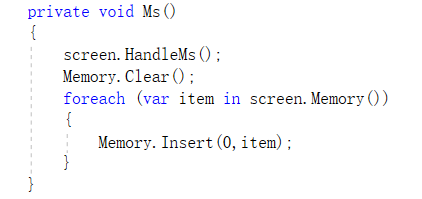 private void Ms()
{
screen.HandleMs();
Memory.Clear();
foreach (var item in screen.Memory())
{
Memory.Insert(0,item);
}
}